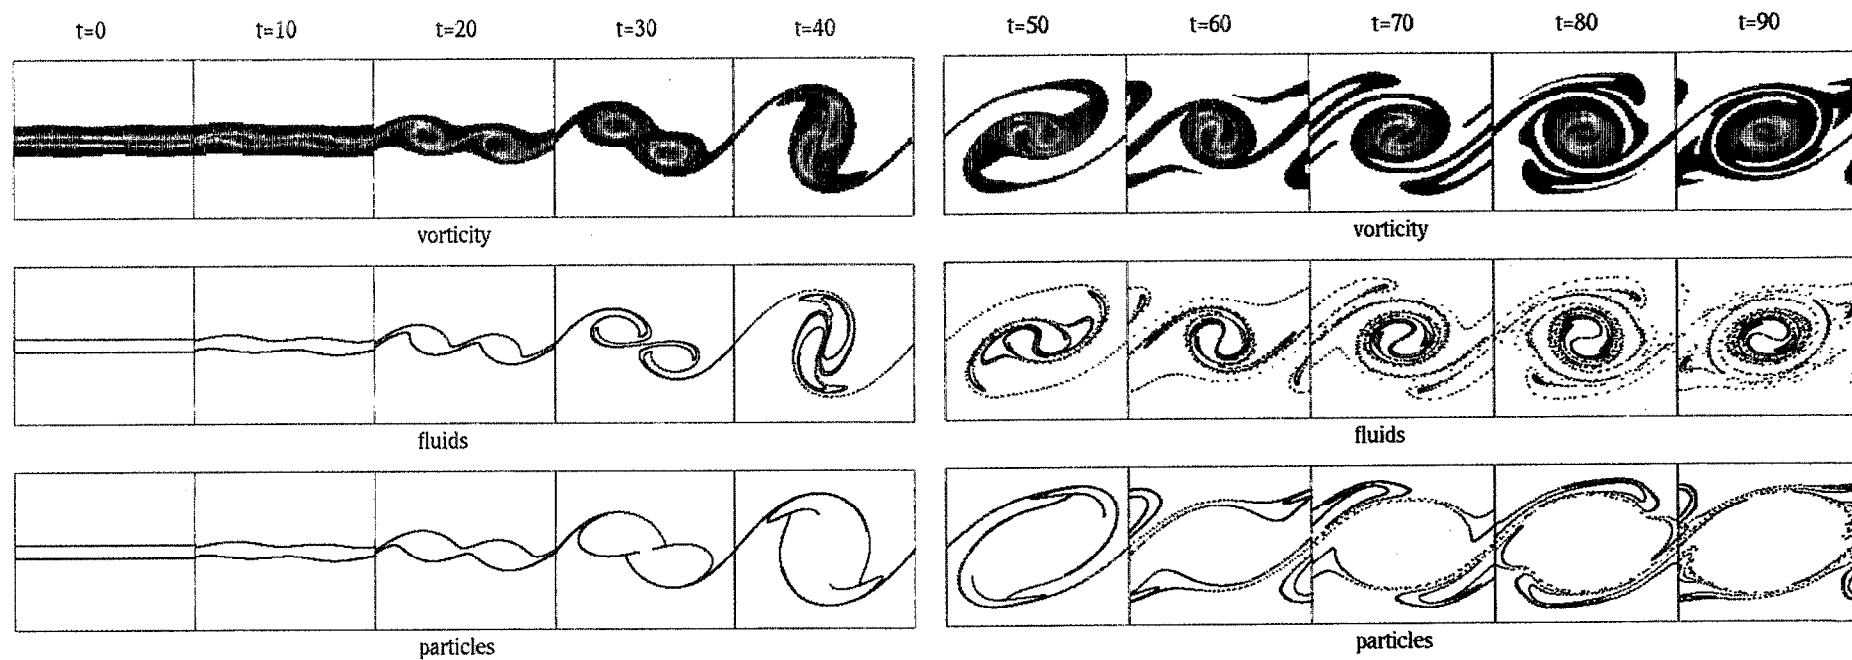 t=0 t=10 t=20 t=30 t=40 t=50 t=60 t=70 t=80 t=90
vorticity vorticity
fluids fluids
particles particles